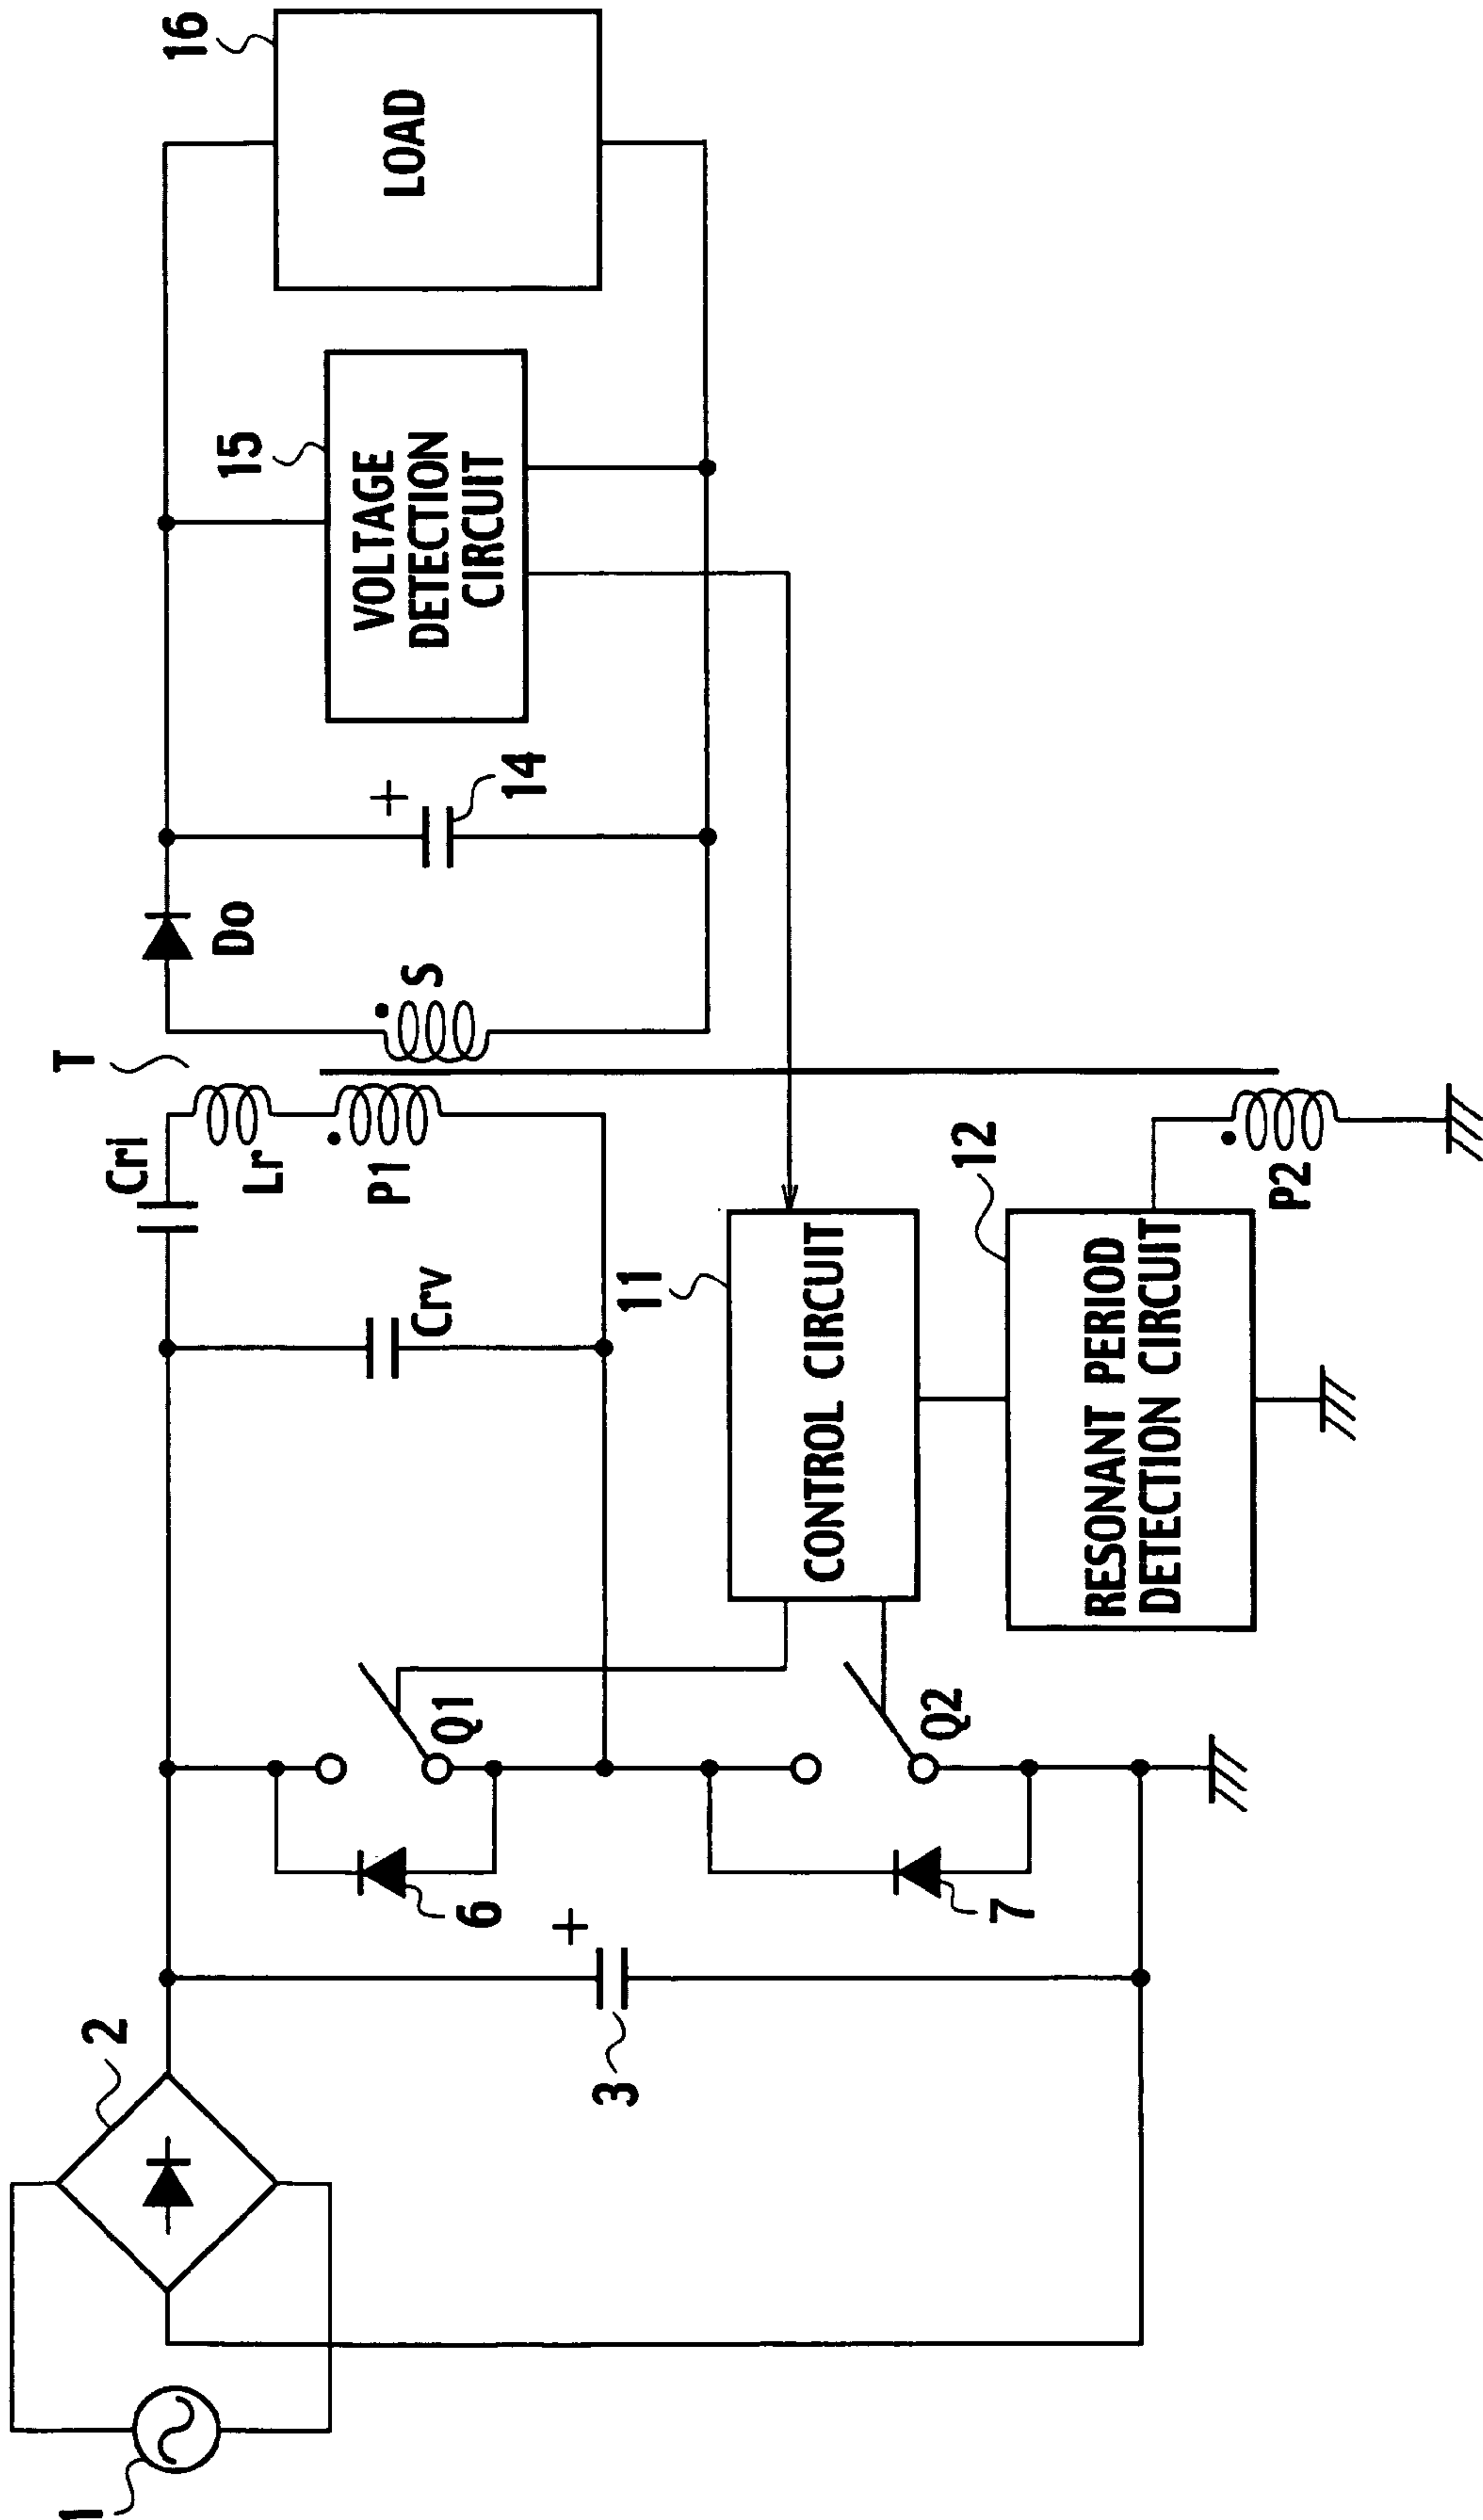 1
2
3
6
7
Q1
Q2
Crv
Cri
Lr
P1
T
S
Do
14
+
+
15
VOLTAGE
DETECTION
CIRCUIT
16
LOAD
11
CONTROL CIRCUIT
12
RESONANT PERIOD
DETECTION CIRCUIT
P2